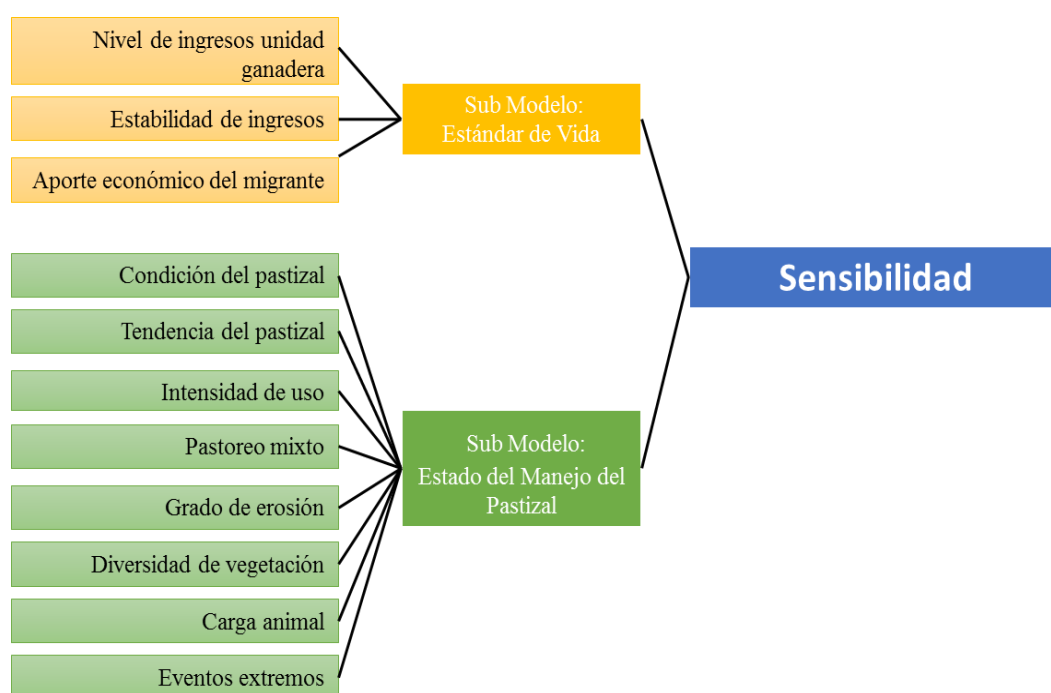 Nivel de ingresos unidad
ganadera
Estabilidad de ingresos
Aporte económico del migrante
Sub Modelo:
Estándar de Vida
Condición del pastizal
Tendencia del pastizal
Intensidad de uso
Pastoreo mixto
Grado de erosión
Diversidad de vegetación
Carga animal
Eventos extremos
Sub Modelo:
Estado del Manejo del
Pastizal
Sensibilidad